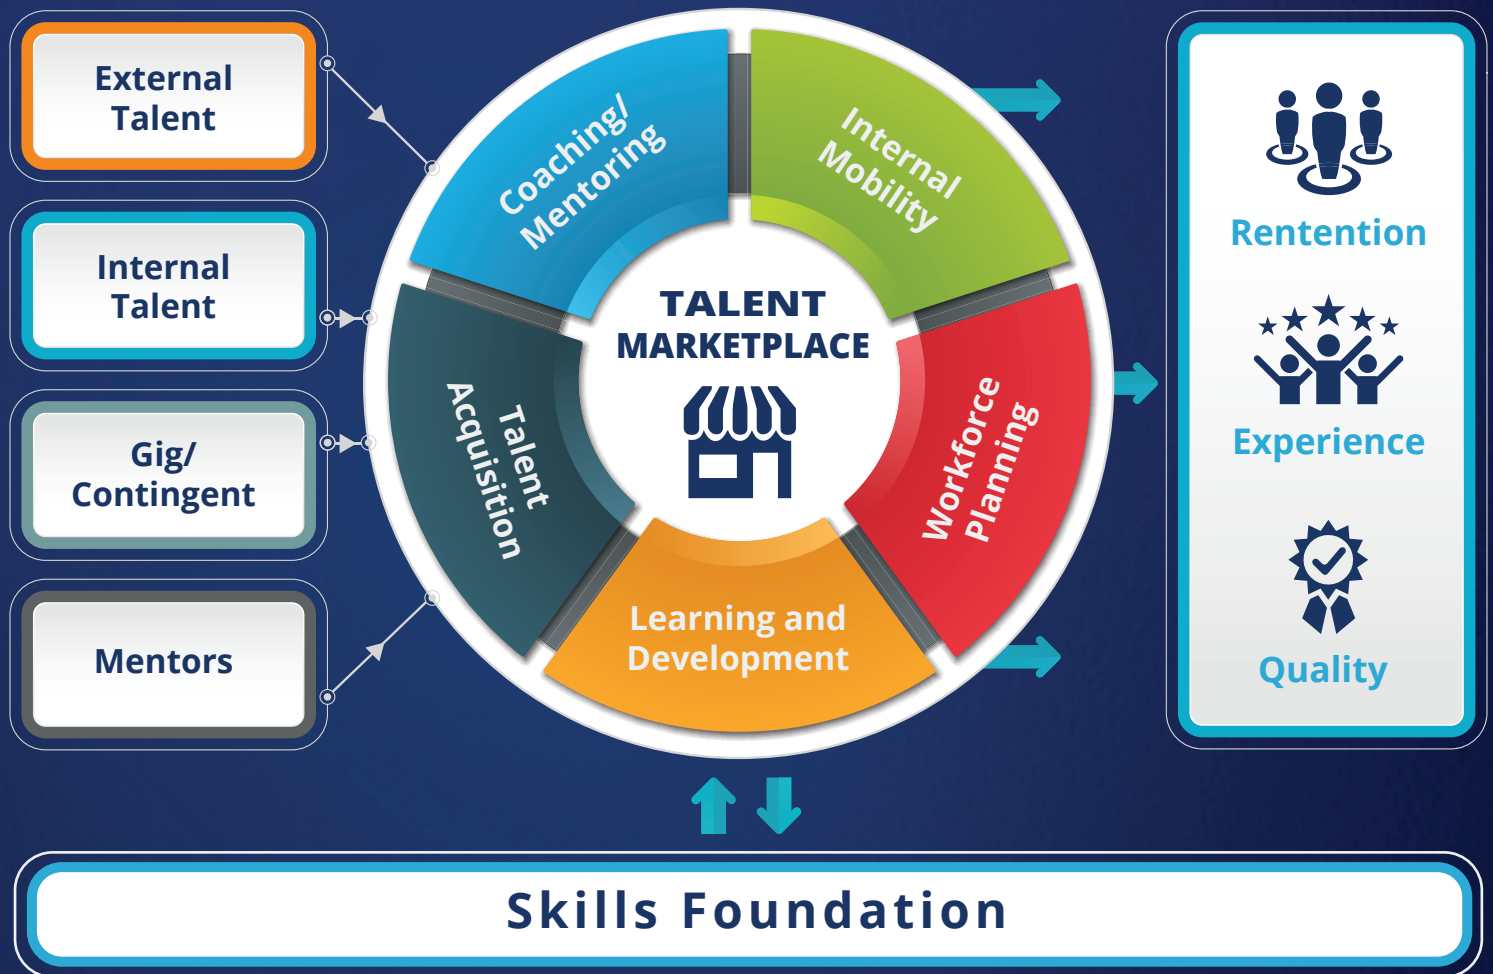 External
Talent
Internal
Talent
Gig/
Contingent
Mentors
Coaching/
Mentoring
Internal
Mobility
Talent
Acquisition
Workforce
Planning
Learning and
Development
TALENT
MARKETPLACE
Rentention
Experience
Quality
Skills Foundation